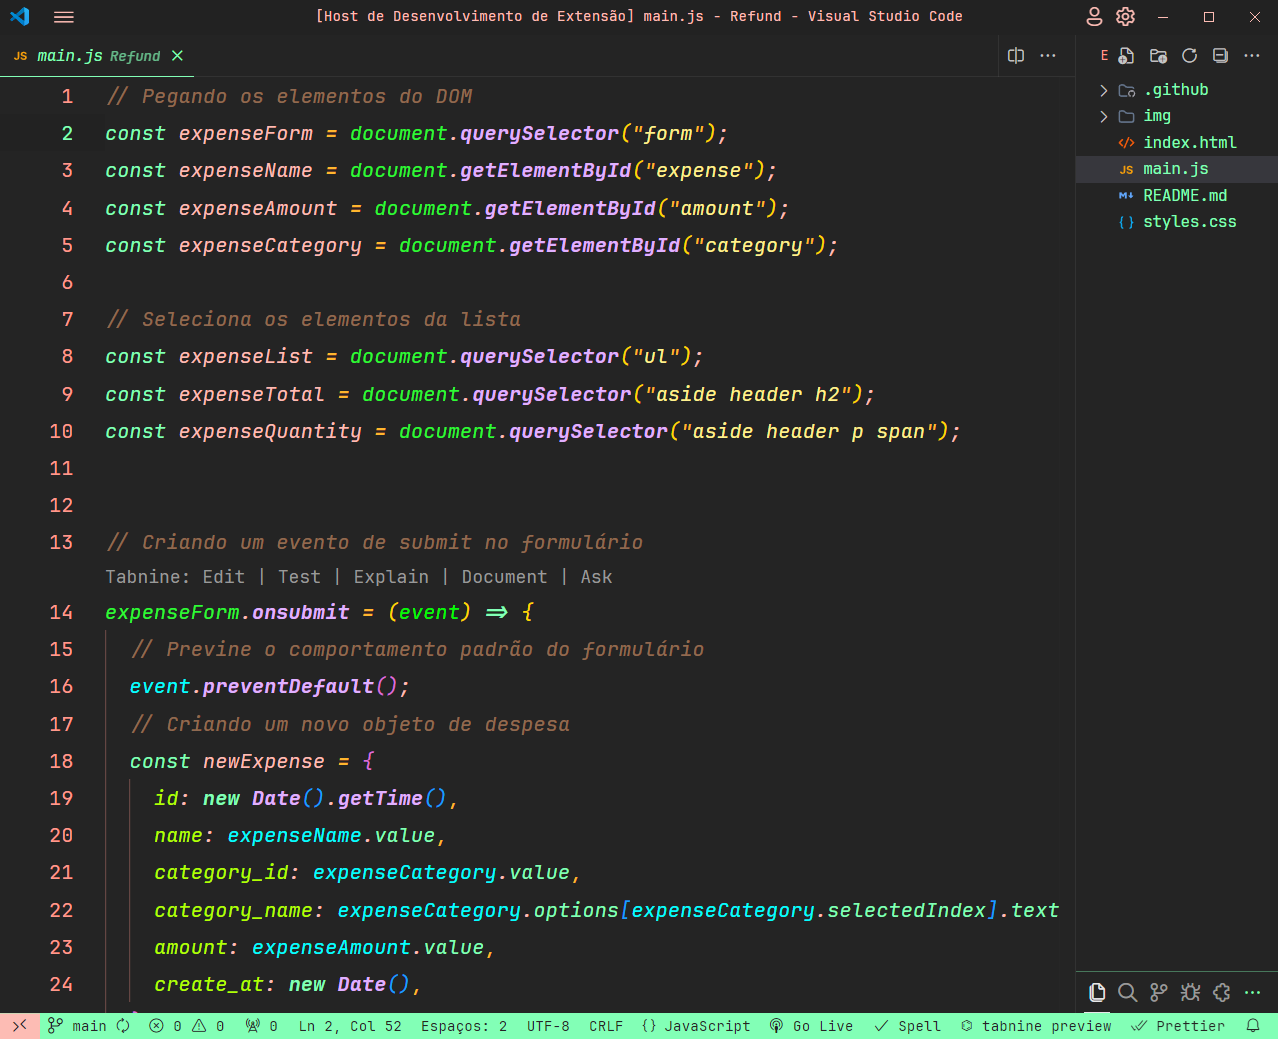 [Host de Desenvolvimento de Extensão] main.js - Refund - Visual Studio Code
JS main.js Refund
E
1 // Pegando os elementos do DOM
2 const expenseForm = document.querySelector("form");
3 const expenseName = document.getElementById("expense");
4 const expenseAmount = document.getElementById("amount");
5 const expenseCategory = document.getElementById("category");
6
7 // Seleciona os elementos da lista
8 const expenseList = document.querySelector("ul");
9 const expenseTotal = document.querySelector("aside header h2");
10 const expenseQuantity = document.querySelector("aside header p span");
11
12
13 // Criando um evento de submit no formulário
Tabnine: Edit | Test | Explain | Document | Ask
14 expenseForm.onsubmit = (event) => {
15 // Previne o comportamento padrão do formulário
16 event.preventDefault();
17 // Criando um novo objeto de despesa
18 const newExpense = {
19 id: new Date().getTime(),
20 name: expenseName.value,
21 category_id: expenseCategory.value,
22 category_name: expenseCategory.options[expenseCategory.selectedIndex].text
23 amount: expenseAmount.value,
24 create_at: new Date(),
.github
img
</> index.html
JS main.js
M↓ README.md
{} styles.css
main 0 0 0 Ln 2, Col 52 Espaços: 2 UTF-8 CRLF {} JavaScript Go Live Spell tabnine preview Prettier